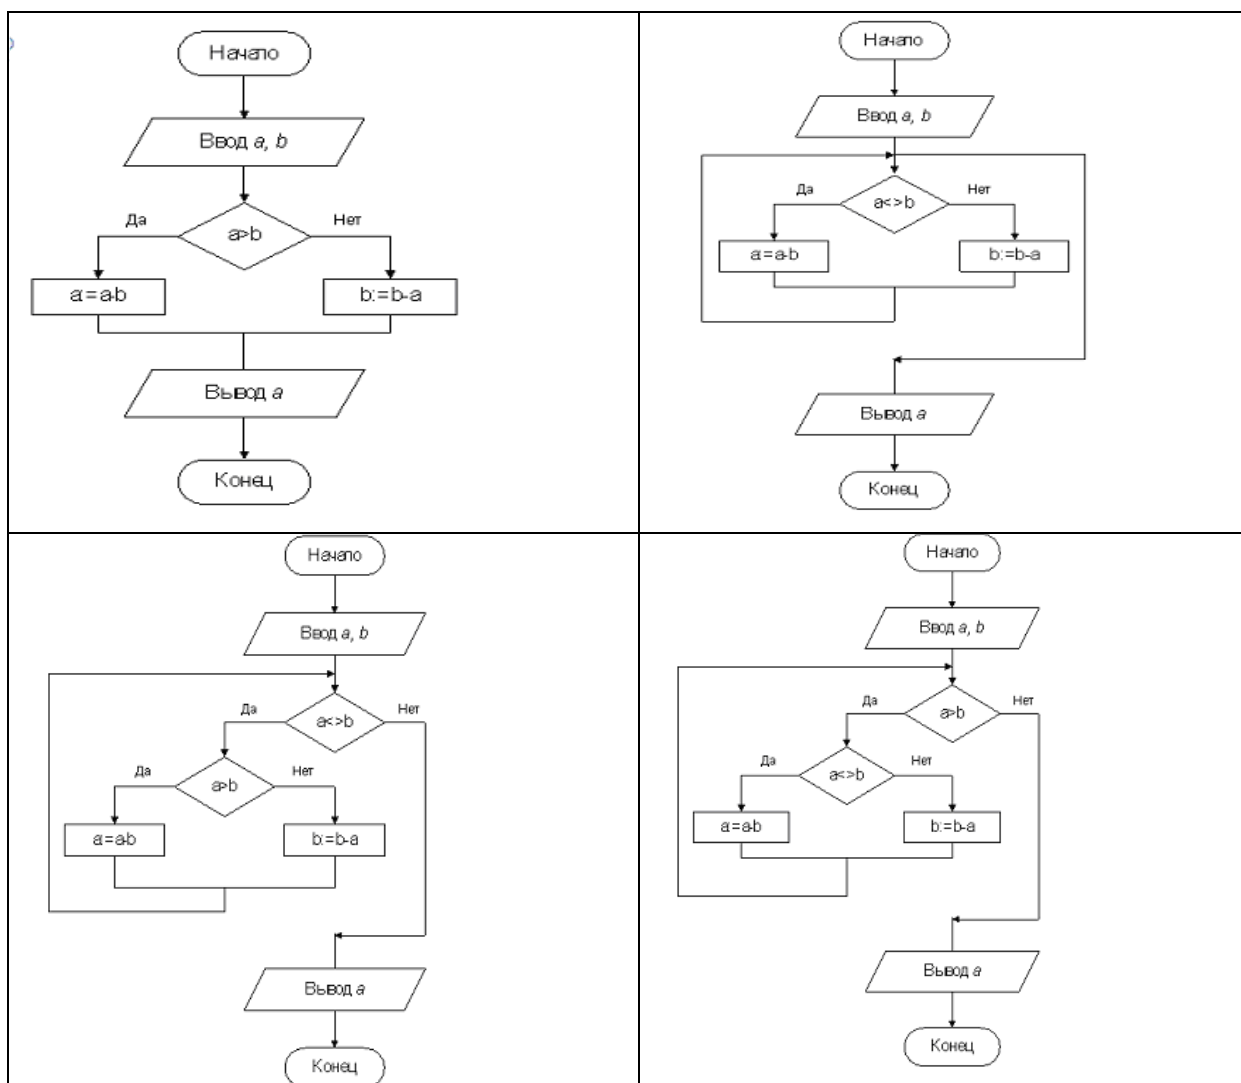 Начало
Ввод a, b
Да
Нет
a>b
a:=a-b
b:=b-a
Вывод a
Конец
Начало
Ввод a, b
Да
Нет
a<>b
a:=a-b
b:=b-a
Вывод a
Конец
Начало
Ввод a, b
Да
Нет
a<>b
Да
Нет
a>b
a:=a-b
b:=b-a
Вывод a
Конец
Начало
Ввод a, b
Да
Нет
a>b
Да
Нет
a<>b
a:=a-b
b:=b-a
Вывод a
Конец